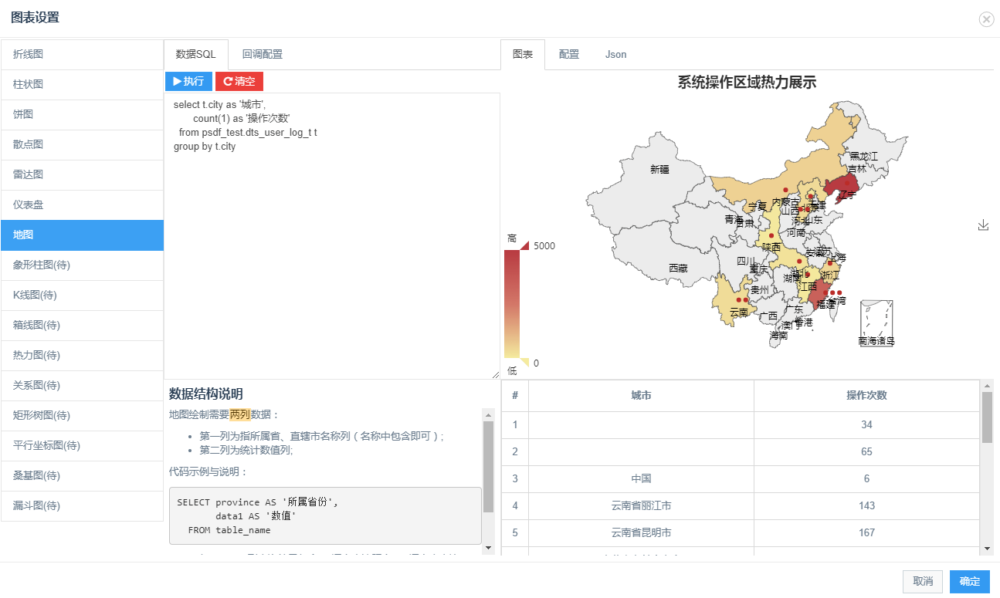 图表设置
折线图
柱状图
饼图
散点图
雷达图
仪表盘
地图
象形柱图(待)
K线图(待)
箱线图(待)
热力图(待)
关系图(待)
矩形树图(待)
平行坐标图(待)
桑基图(待)
漏斗图(待)
数据SQL 回调配置
执行 清空
select t.city as '城市',
count(1) as '操作次数'
from psdf_test.dts_user_log_t t
group by t.city
数据结构说明
地图绘制需要两列数据：
第一列为指所属省、直辖市名称列（名称中包含即可）;
第二列为统计数值列;
代码示例与说明：
SELECT province AS '所属省份',
data1 AS '数值'
FROM table_name
图表 配置 Json
系统操作区域热力展示
黑龙江
吉林
新疆
辽宁
内蒙古
天津
宁夏
北京
山西
青海
甘肃
河北
山东
河南
陕西
江苏
安徽
上海
四川
西藏
重庆
湖北
浙江
湖南
江西
贵州
台湾
福建
云南
广东
广西
香港
澳门
海南
南海诸岛
高
5000
0
低
# 城市 操作次数
1 34
2 65
3 中国 6
4 云南省丽江市 143
5 云南省昆明市 167
取消 确定